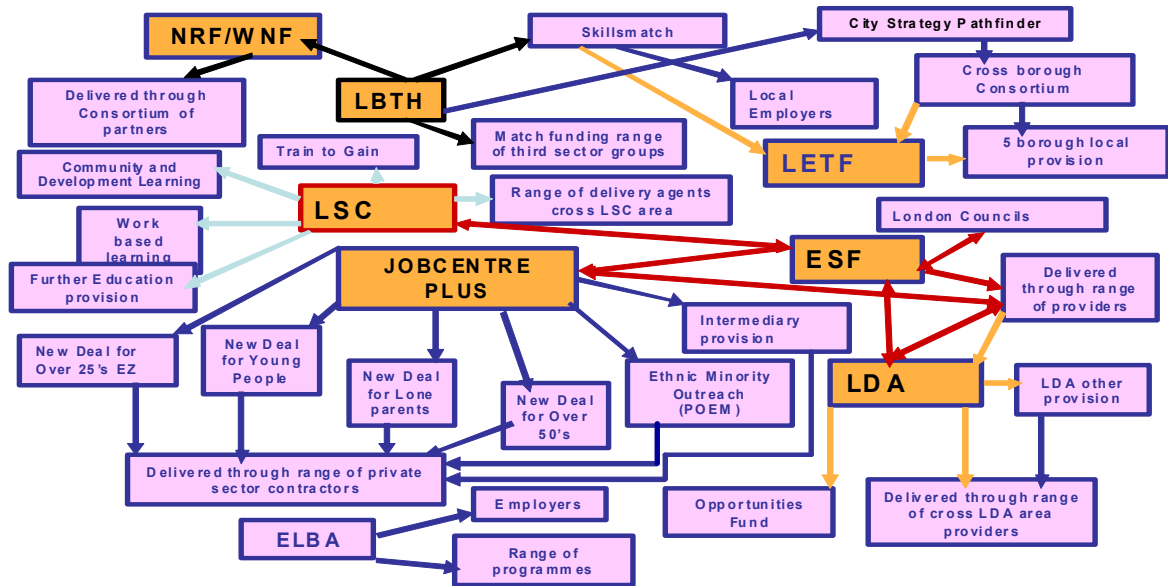 NRF/WNF
Skillsmatch
City Strategy Pathfinder
Delivered through
Consortium of
partners
LBTH
Local
Employers
Cross borough
Consortium
Train to Gain
Match funding range
of third sector groups
LETF
5 borough local
provision
Community and
Development Learning
LSC
Range of delivery agents
cross LSC area
London Councils
Work
based
learning
Further Education
provision
JOBCENTRE
PLUS
ESF
Delivered
through range
of providers
New Deal for
Over 25's EZ
New Deal
for Young
People
New Deal
for Lone
parents
New Deal
for Over
50's
Intermediary
provision
Ethnic Minority
Outreach
(POEM)
LDA
LDA other
provision
Delivered through range of private
sector contractors
Opportunities
Fund
Delivered through range
of cross LDA area
providers
ELBA
Employers
Range of
programmes